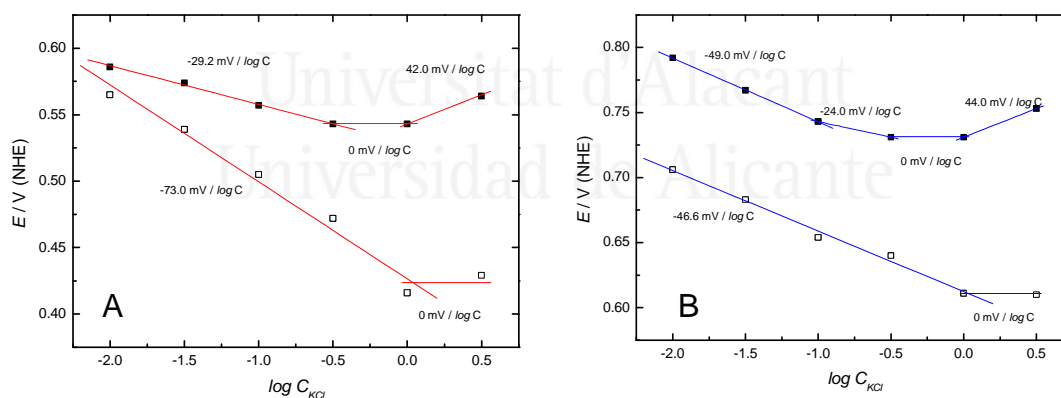 Universitat d'Alacant
Universidad de Alicante
0.60
0.55
0.50
0.45
0.40
E / V (NHE)
-29.2 mV / log C
42.0 mV / log C
0 mV / log C
-73.0 mV / log C
0 mV / log C
A
-2.0 -1.5 -1.0 -0.5 0.0 0.5
log C_KCl
0.80
0.75
0.70
0.65
0.60
E / V (NHE)
-49.0 mV / log C
-24.0 mV / log C
44.0 mV / log C
0 mV / log C
-46.6 mV / log C
0 mV / log C
B
-2.0 -1.5 -1.0 -0.5 0.0 0.5
log C_KCl